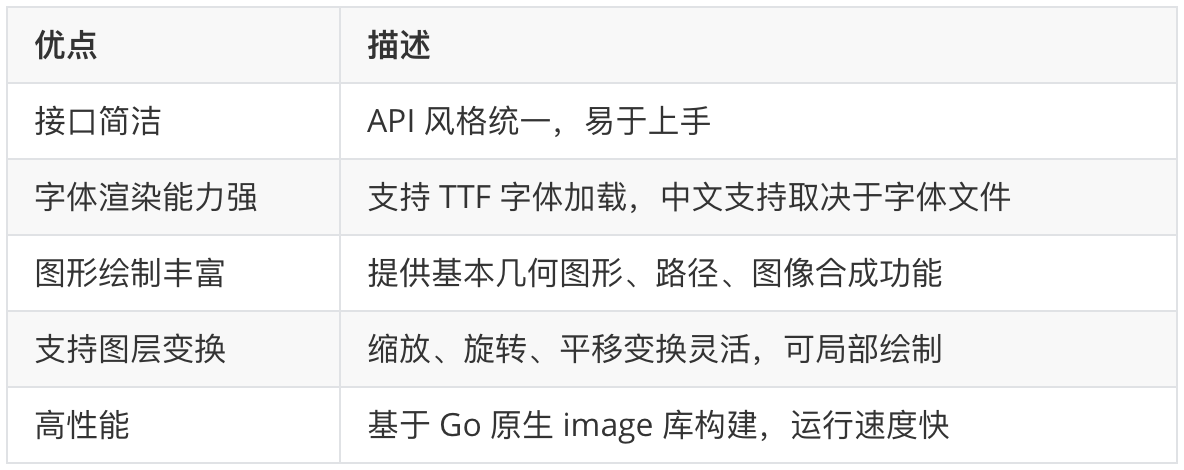 优点 描述
接口简洁 API 风格统一，易于上手
字体渲染能力强 支持 TTF 字体加载，中文支持取决于字体文件
图形绘制丰富 提供基本几何图形、路径、图像合成功能
支持图层变换 缩放、旋转、平移变换灵活，可局部绘制
高性能 基于 Go 原生 image 库构建，运行速度快